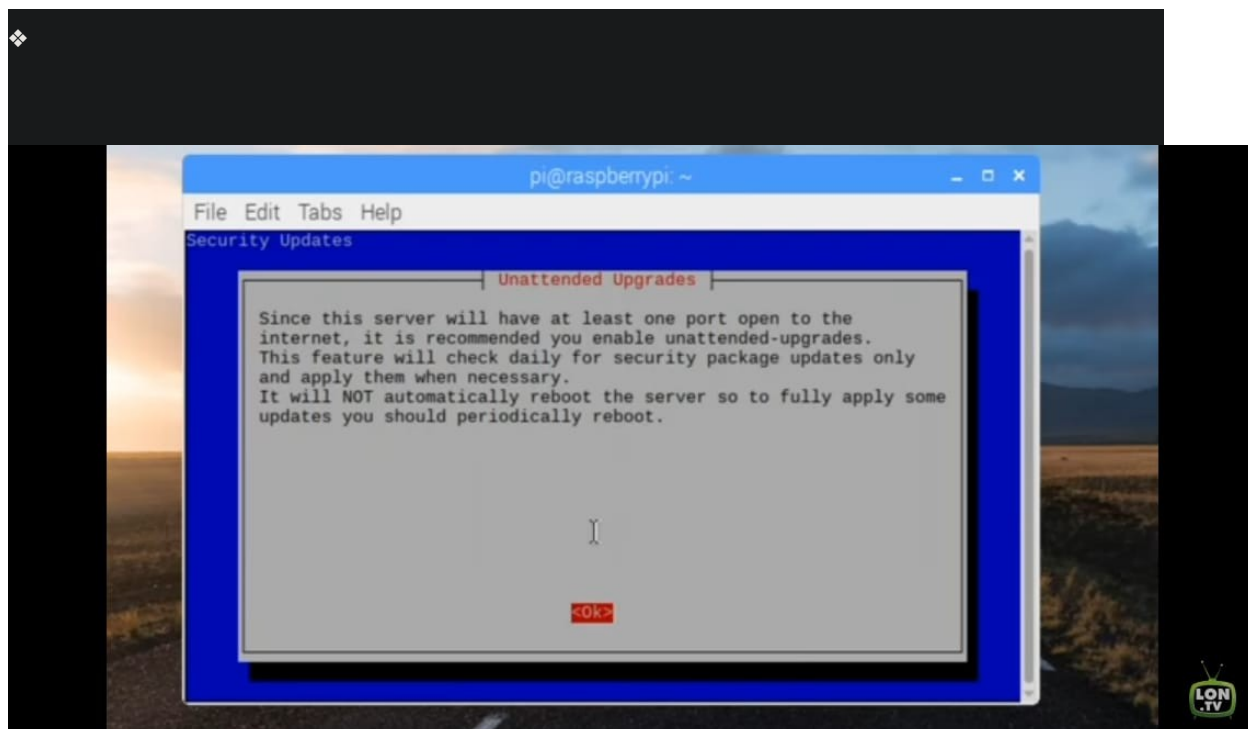 pi@raspberrypi: ~
File Edit Tabs Help
Security Updates
Unattended Upgrades
Since this server will have at least one port open to the
internet, it is recommended you enable unattended-upgrades.
This feature will check daily for security package updates only
and apply them when necessary.
It will NOT automatically reboot the server so to fully apply some
updates you should periodically reboot.
<Ok>
LON
.TV